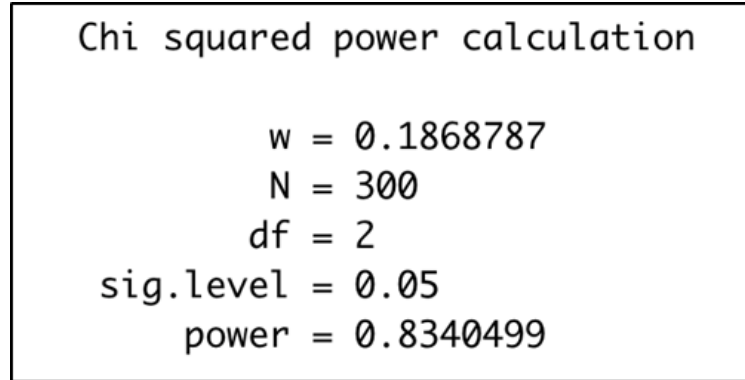 Chi squared power calculation
w = 0.1868787
N = 300
df = 2
sig.level = 0.05
power = 0.8340499